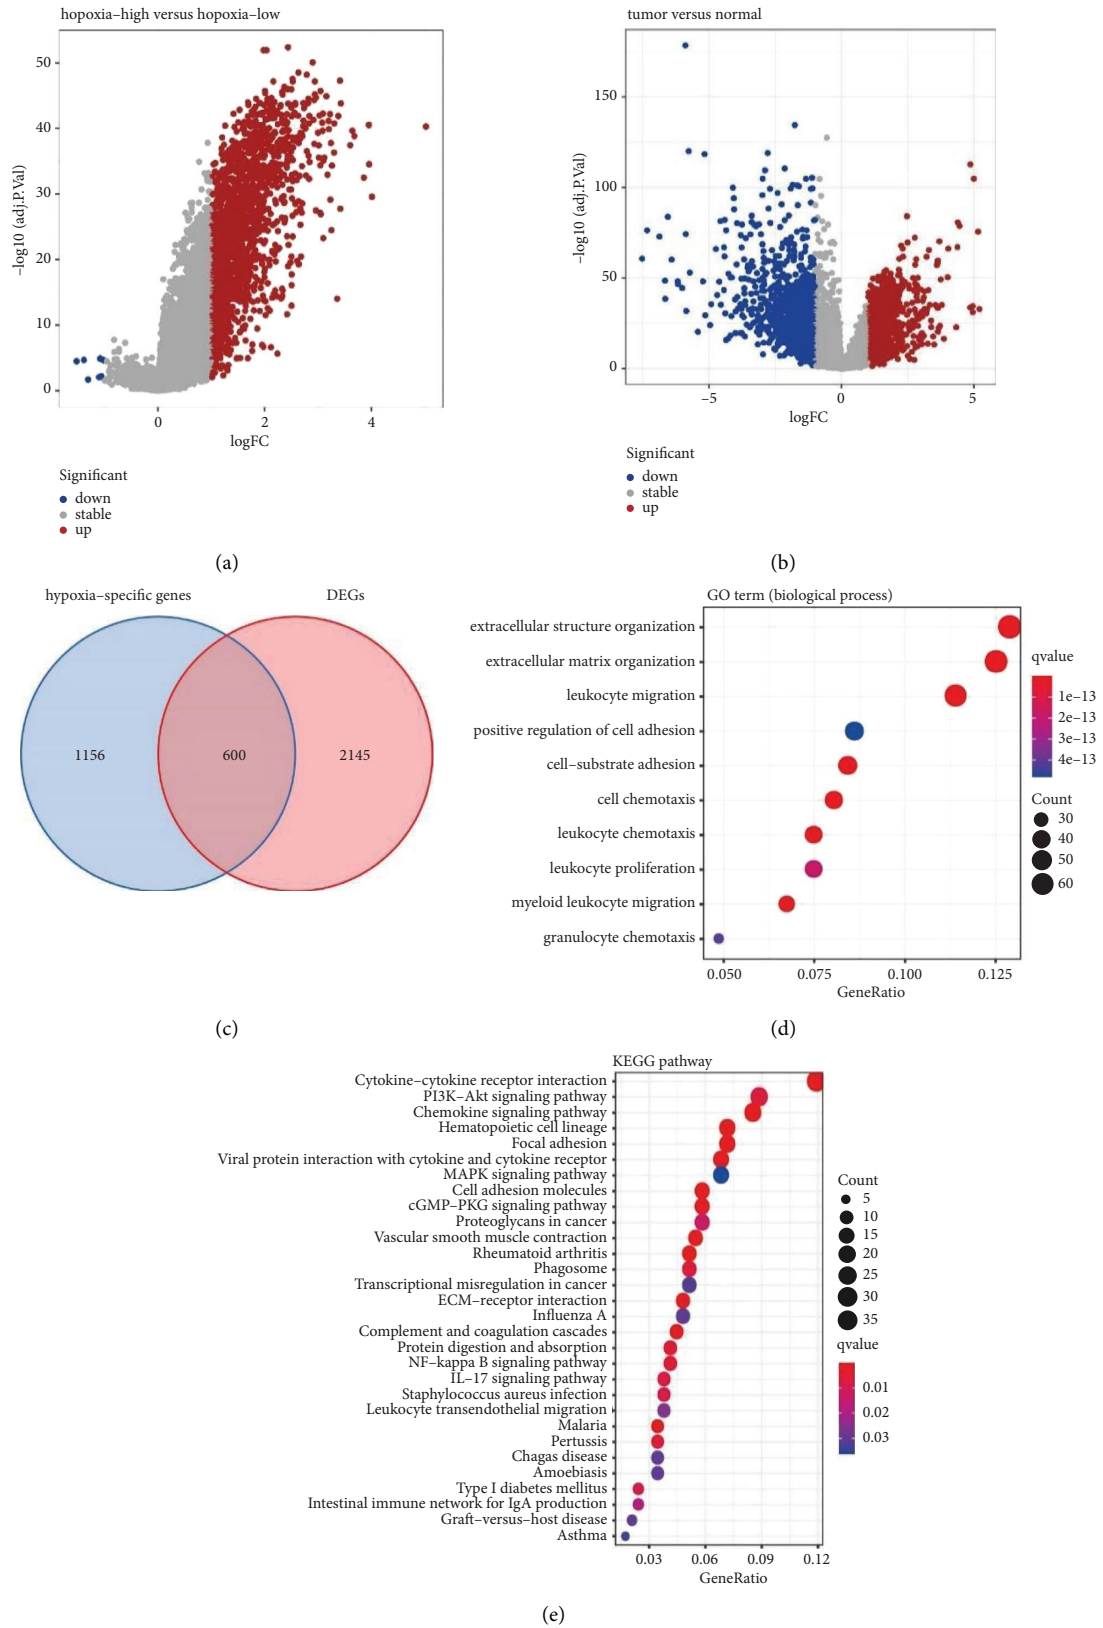 hopoxia–high versus hopoxia–low
–log10 (adj.P.Val)
50
40
30
20
10
0
0 2 4
logFC
Significant
down
stable
up
(a)
tumor versus normal
–log10 (adj.P.Val)
150
100
50
0
–5 0 5
logFC
Significant
down
stable
up
(b)
hypoxia–specific genes DEGs
1156 600 2145
(c)
GO term (biological process)
extracellular structure organization
extracellular matrix organization
leukocyte migration
positive regulation of cell adhesion
cell–substrate adhesion
cell chemotaxis
leukocyte chemotaxis
leukocyte proliferation
myeloid leukocyte migration
granulocyte chemotaxis
0.050 0.075 0.100 0.125
GeneRatio
qvalue
1e–13
2e–13
3e–13
4e–13
Count
30
40
50
60
(d)
KEGG pathway
Cytokine–cytokine receptor interaction
PI3K–Akt signaling pathway
Chemokine signaling pathway
Hematopoietic cell lineage
Focal adhesion
Viral protein interaction with cytokine and cytokine receptor
MAPK signaling pathway
Cell adhesion molecules
cGMP–PKG signaling pathway
Proteoglycans in cancer
Vascular smooth muscle contraction
Rheumatoid arthritis
Phagosome
Transcriptional misregulation in cancer
ECM–receptor interaction
Influenza A
Complement and coagulation cascades
Protein digestion and absorption
NF–kappa B signaling pathway
IL–17 signaling pathway
Staphylococcus aureus infection
Leukocyte transendothelial migration
Malaria
Pertussis
Chagas disease
Amoebiasis
Type I diabetes mellitus
Intestinal immune network for IgA production
Graft–versus–host disease
Asthma
0.03 0.06 0.09 0.12
GeneRatio
Count
5
10
15
20
25
30
35
qvalue
0.01
0.02
0.03
(e)